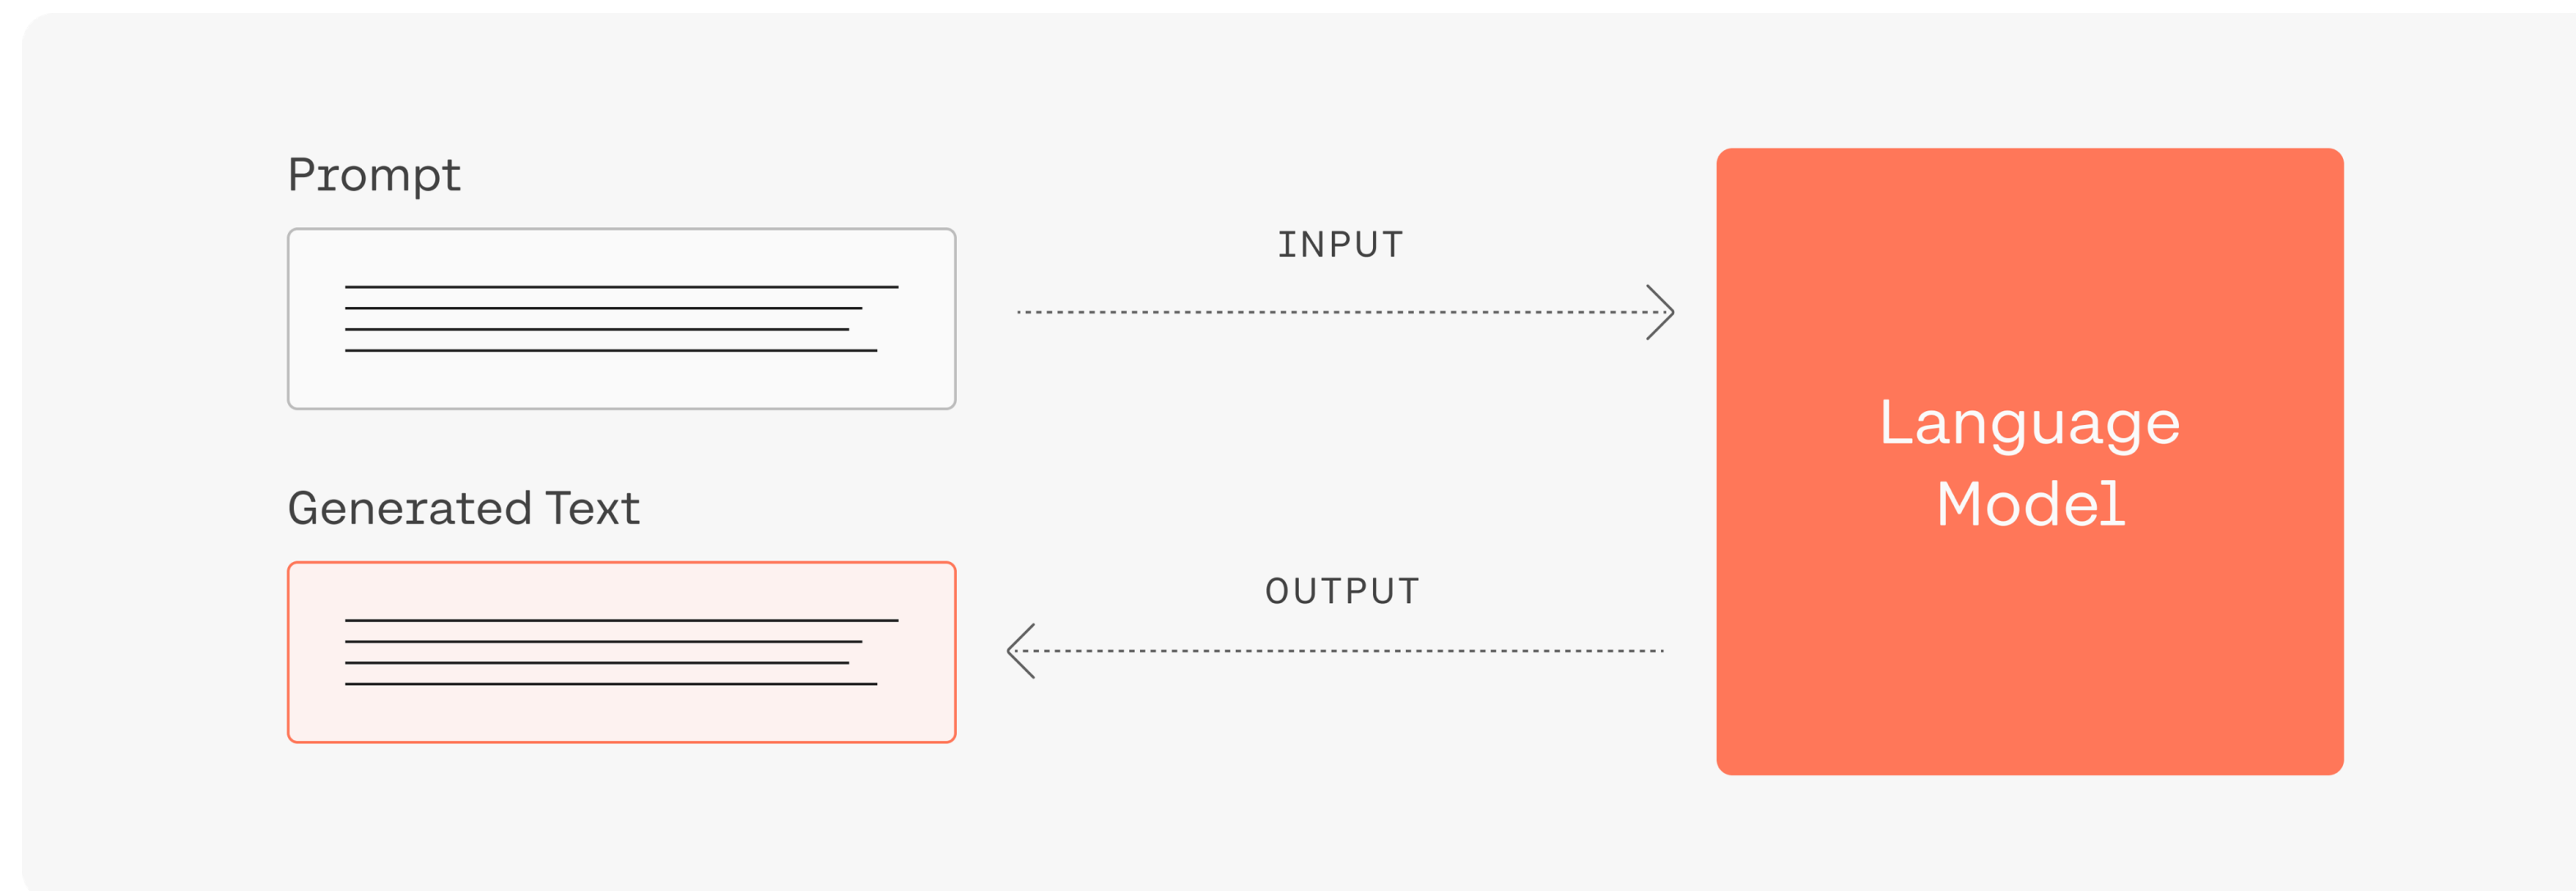 Prompt
INPUT
Language
Model
Generated Text
OUTPUT